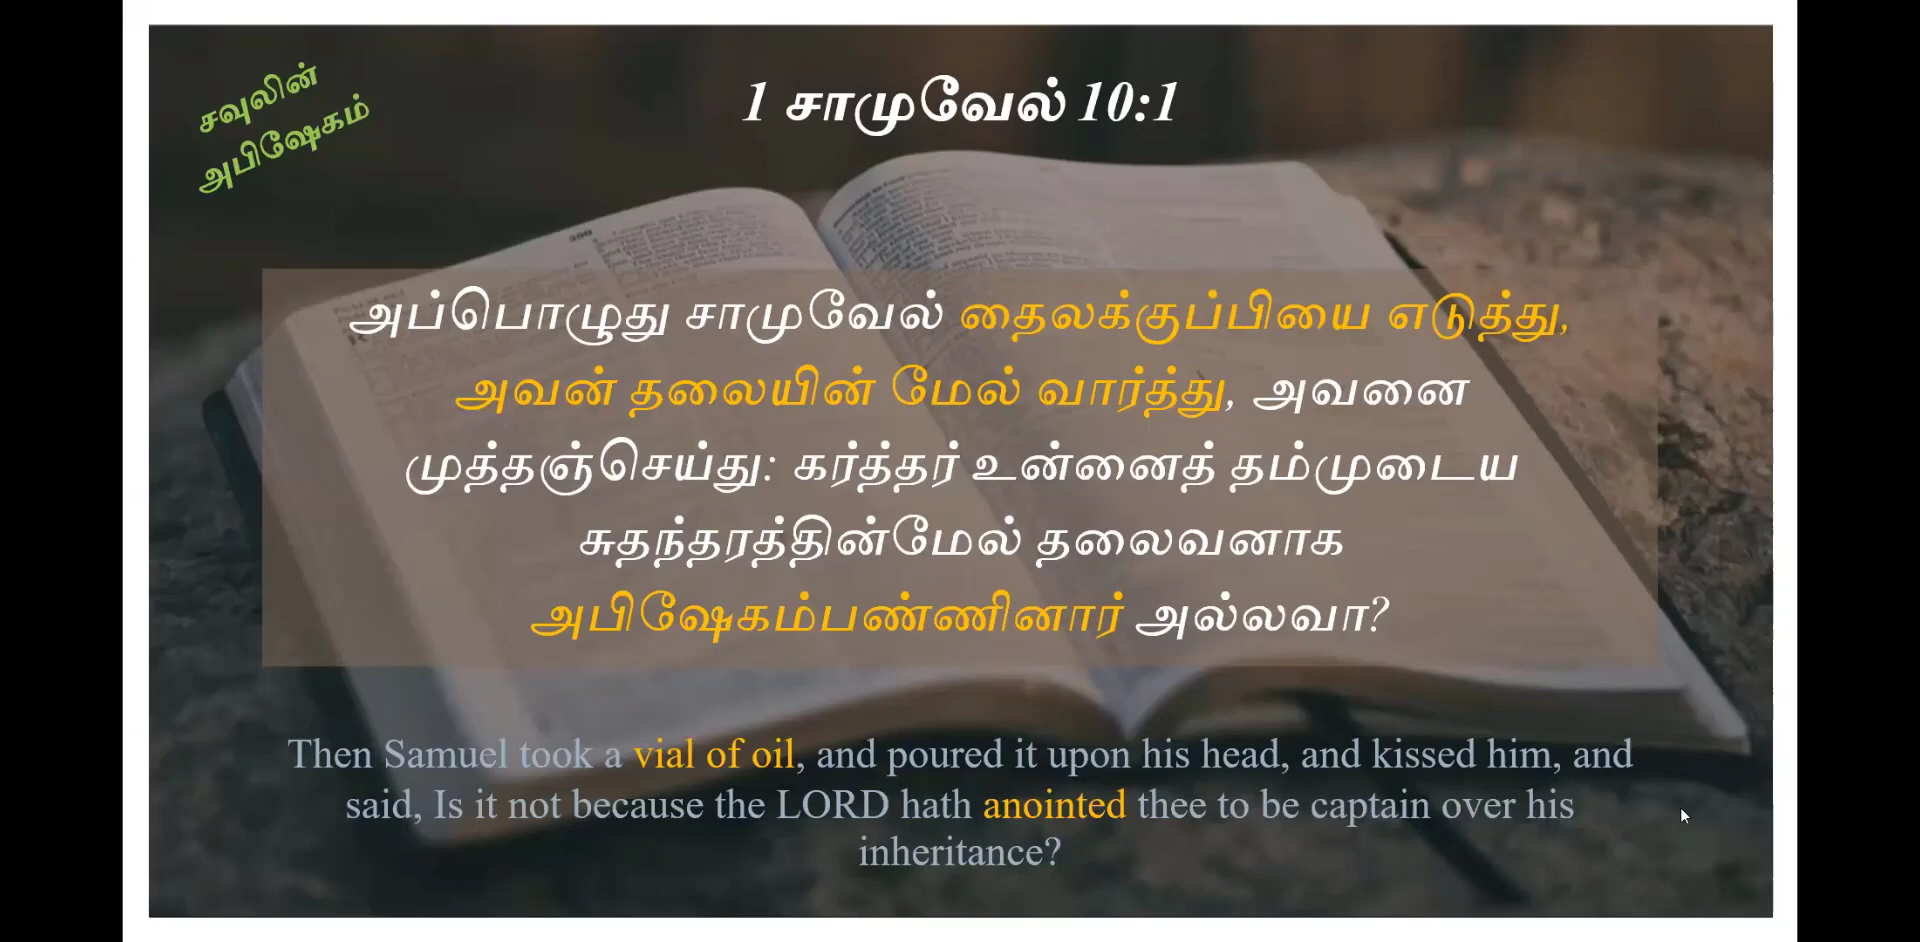 சவுலின்
அபிஷேகம்
1 சாமுவேல் 10:1
அப்பொழுது சாமுவேல் தைலக்குப்பியை எடுத்து,
அவன் தலையின் மேல் வார்த்து, அவனை
முத்தஞ்செய்து: கர்த்தர் உன்னைத் தம்முடைய
சுதந்தரத்தின்மேல் தலைவனாக
அபிஷேகம்பண்ணினார் அல்லவா?
Then Samuel took a vial of oil, and poured it upon his head, and kissed him, and
said, Is it not because the LORD hath anointed thee to be captain over his
inheritance?